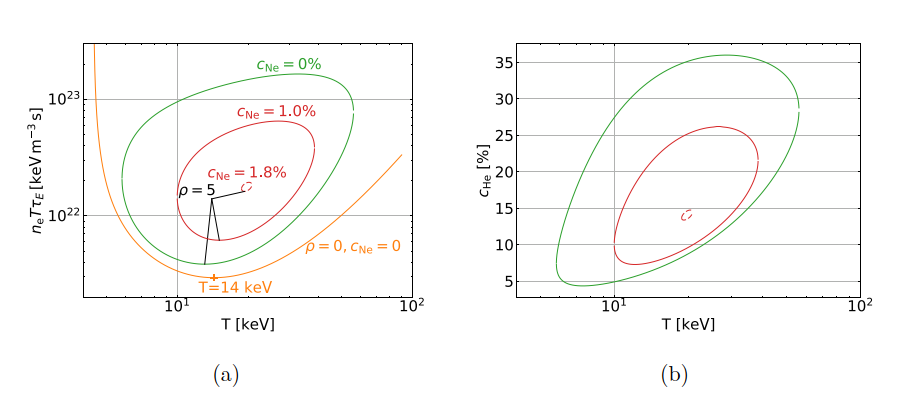 c_Ne = 0%
10^23
c_Ne = 1.0%
c_Ne = 1.8%
ρ = 5
10^22
ρ = 0, c_Ne = 0
T=14 keV
10^1
10^2
T [keV]
n_e T τ_E [keV m^−3 s]
(a)
35
30
25
20
15
10
5
c_He [%]
10^1
10^2
T [keV]
(b)